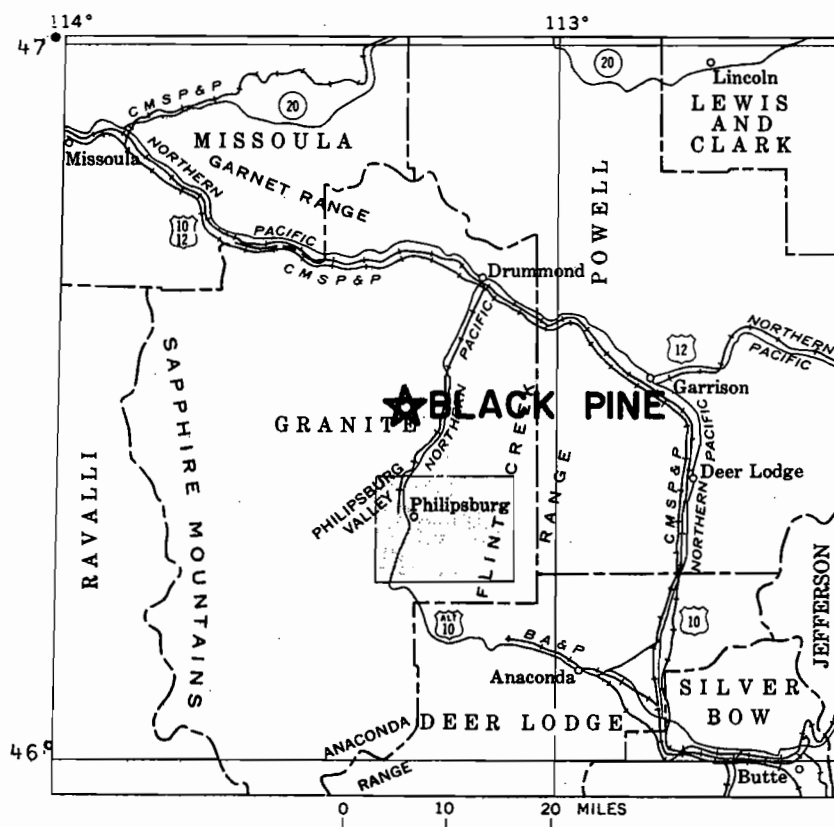 114°
113°
47°
20
Lincoln
LEWIS
AND
CLARK
CMSP&P
20
MISSOULA
Missoula
NORTHERN
GARNET RANGE
POWELL
10
12
PACIFIC
CMSP&P
Drummond
NORTHERN
PACIFIC
12
Garrison
PACIFIC
NORTHERN
SAPPHIRE MOUNTAINS
BLACK PINE
GRANITE
FLINT CREEK
RANGE
CMSP&P
NORTHERN PACIFIC
Deer Lodge
PHILIPSBURG
VALLEY
Philipsburg
RAVALLI
JEFFERSON
ALT
10
10
BA&P
Anaconda
SILVER
BOW
DEER LODGE
ANACONDA
RANGE
46°
Butte
0 10 20 MILES